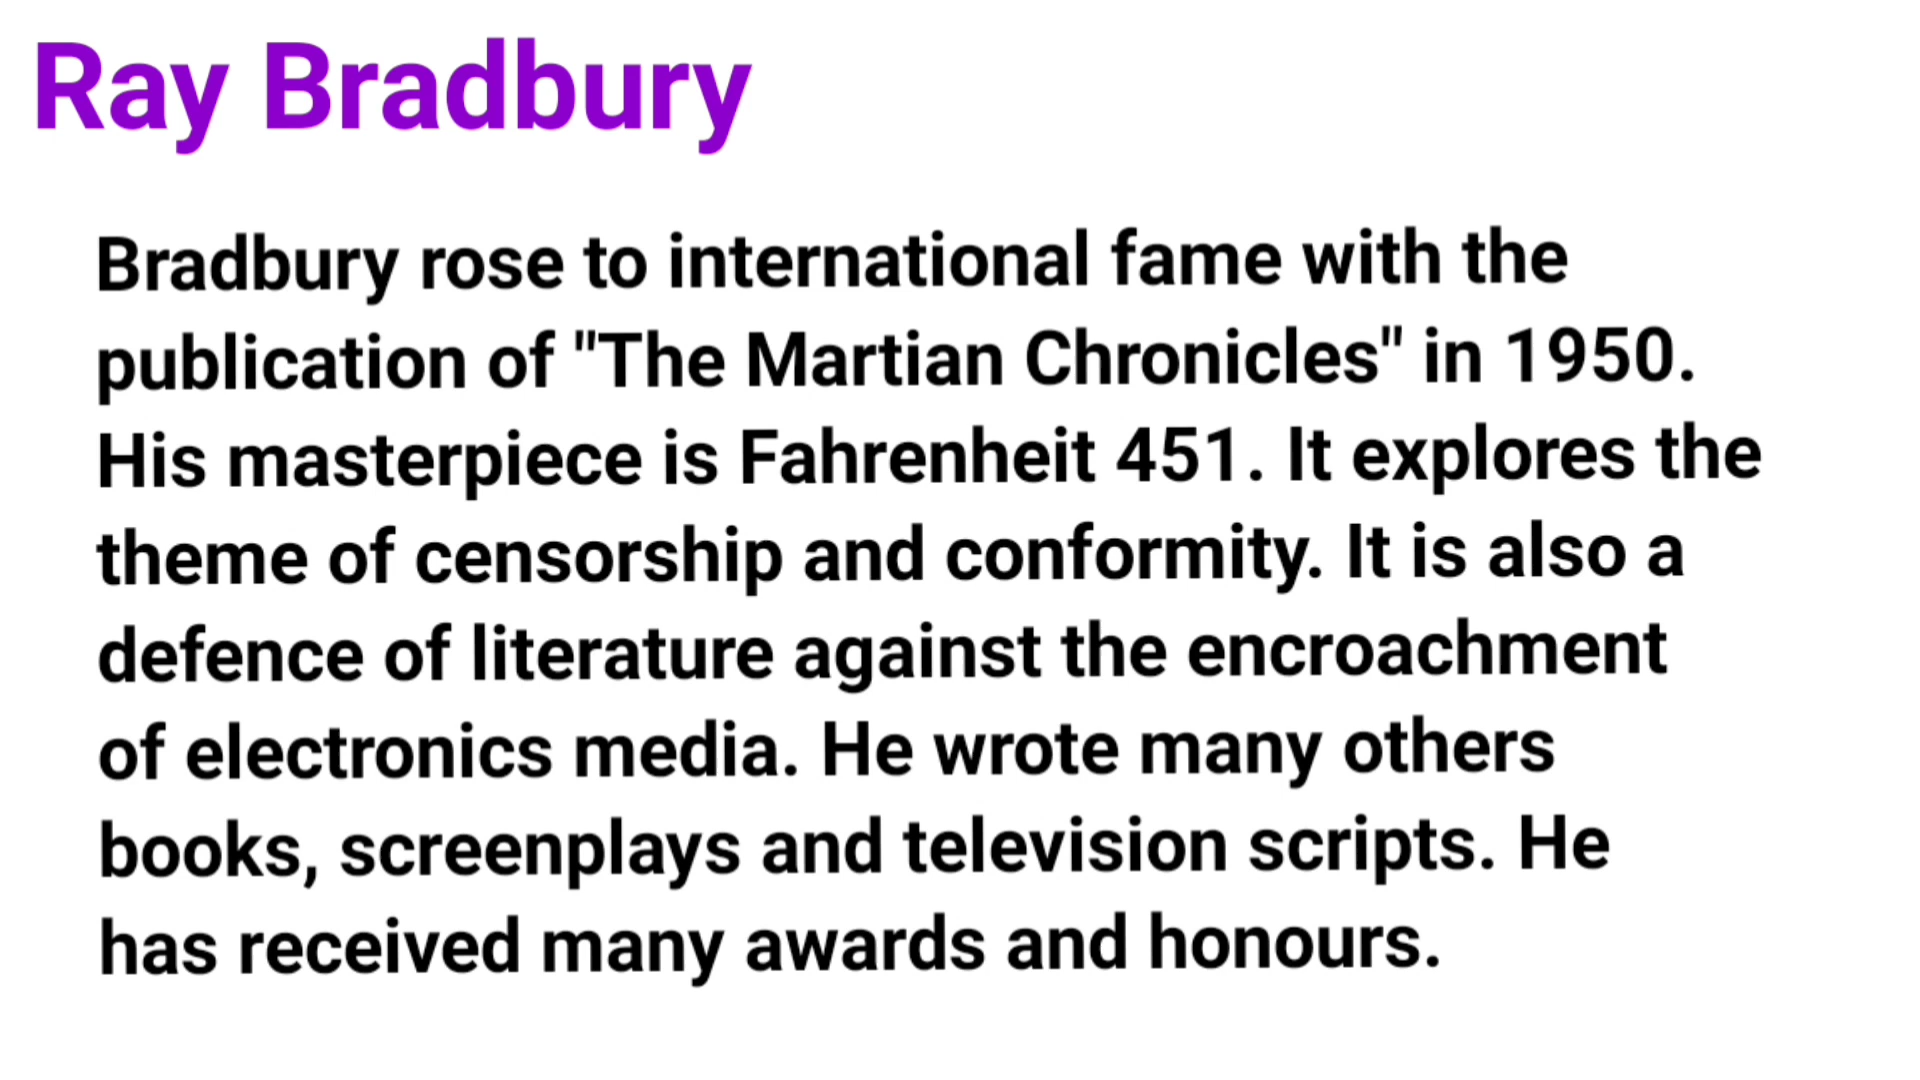 Ray Bradbury
Bradbury rose to international fame with the
publication of "The Martian Chronicles" in 1950.
His masterpiece is Fahrenheit 451. It explores the
theme of censorship and conformity. It is also a
defence of literature against the encroachment
of electronics media. He wrote many others
books, screenplays and television scripts. He
has received many awards and honours.